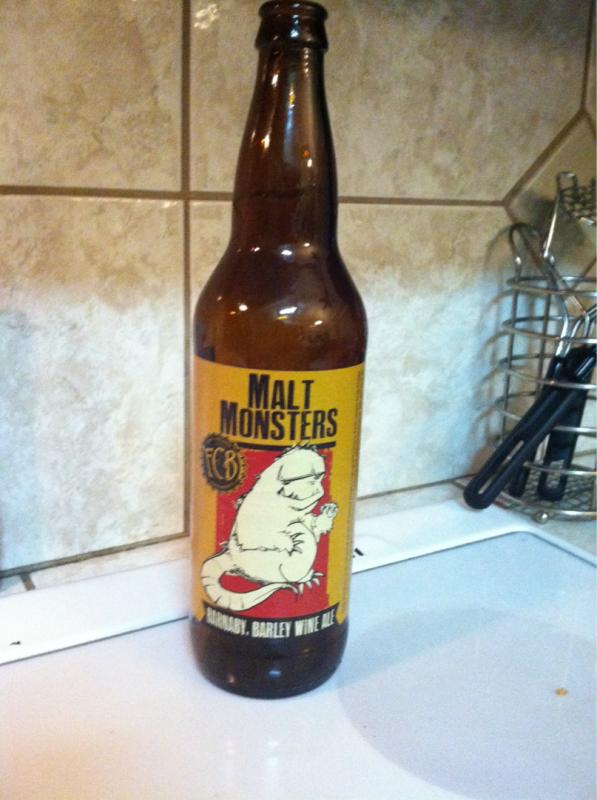 MALT
MONSTERS
FCB
BARNABY, BARLEY WINE ALE